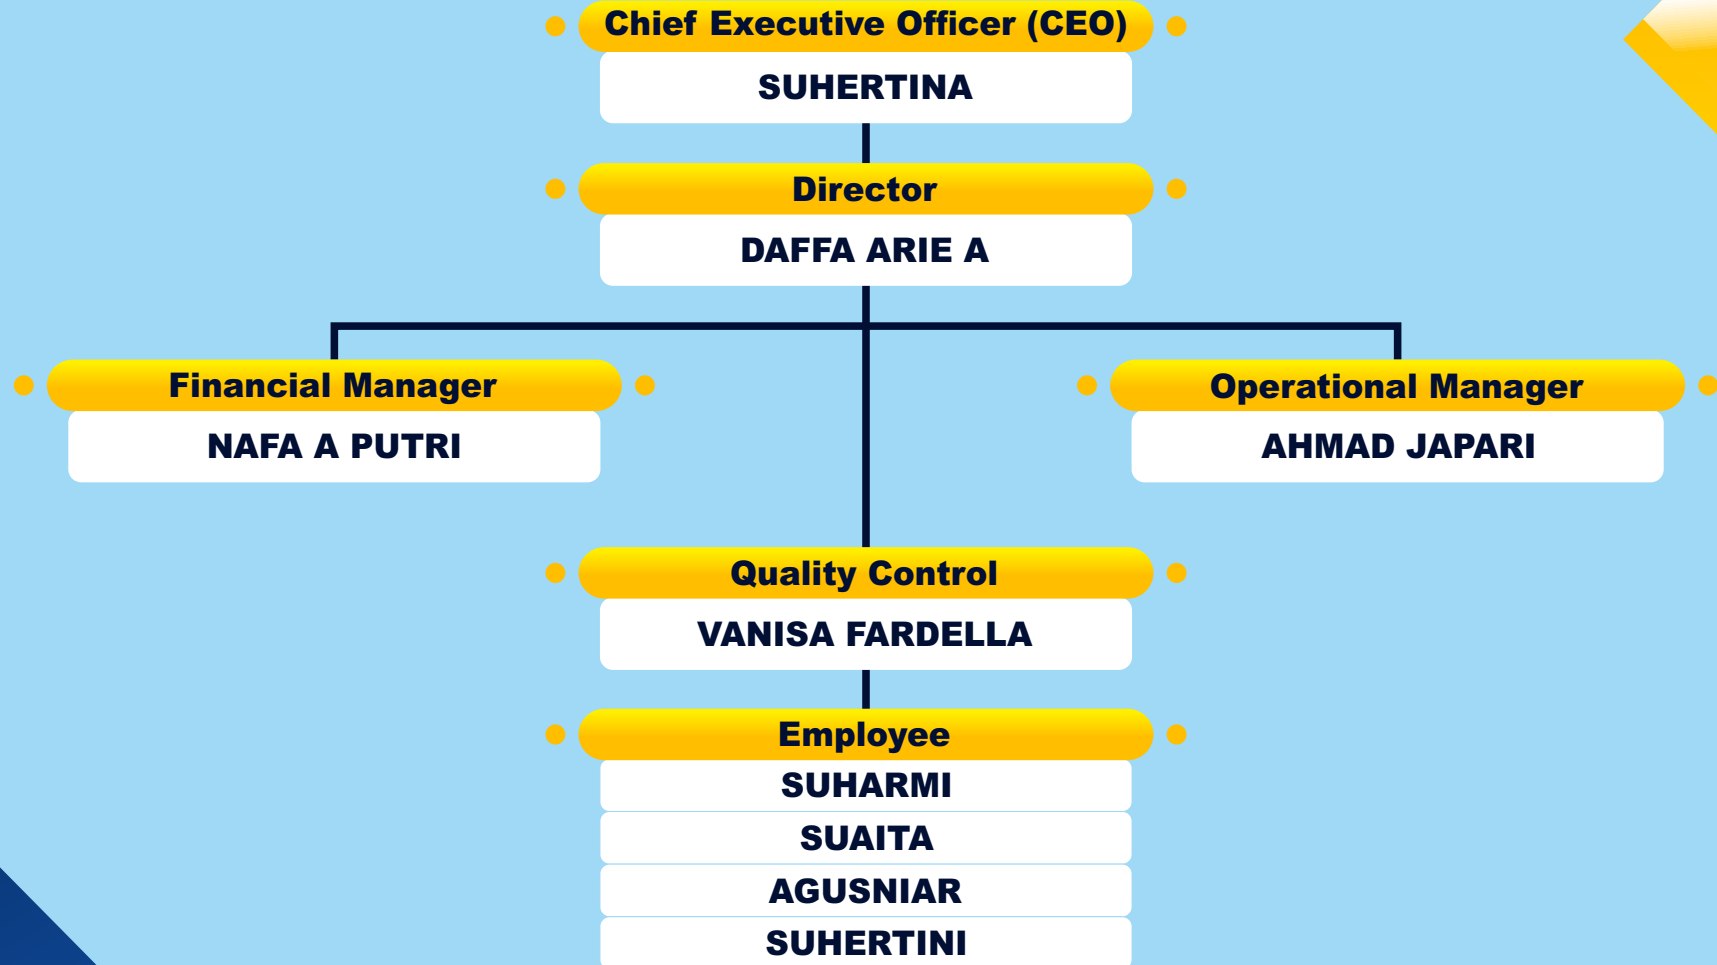 Chief Executive Officer (CEO)
SUHERTINA
Director
DAFFA ARIE A
Financial Manager
NAFA A PUTRI
Operational Manager
AHMAD JAPARI
Quality Control
VANISA FARDELLA
Employee
SUHARMI
SUAITA
AGUSNIAR
SUHERTINI